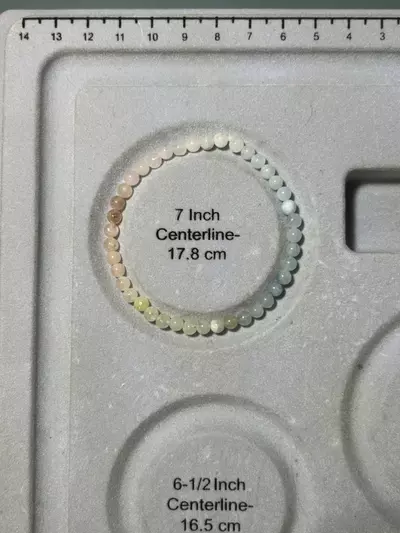 14 13 12 11 10 9 8 7 6 5 4 3
7 Inch
Centerline-
17.8 cm
6-1/2 Inch
Centerline-
16.5 cm